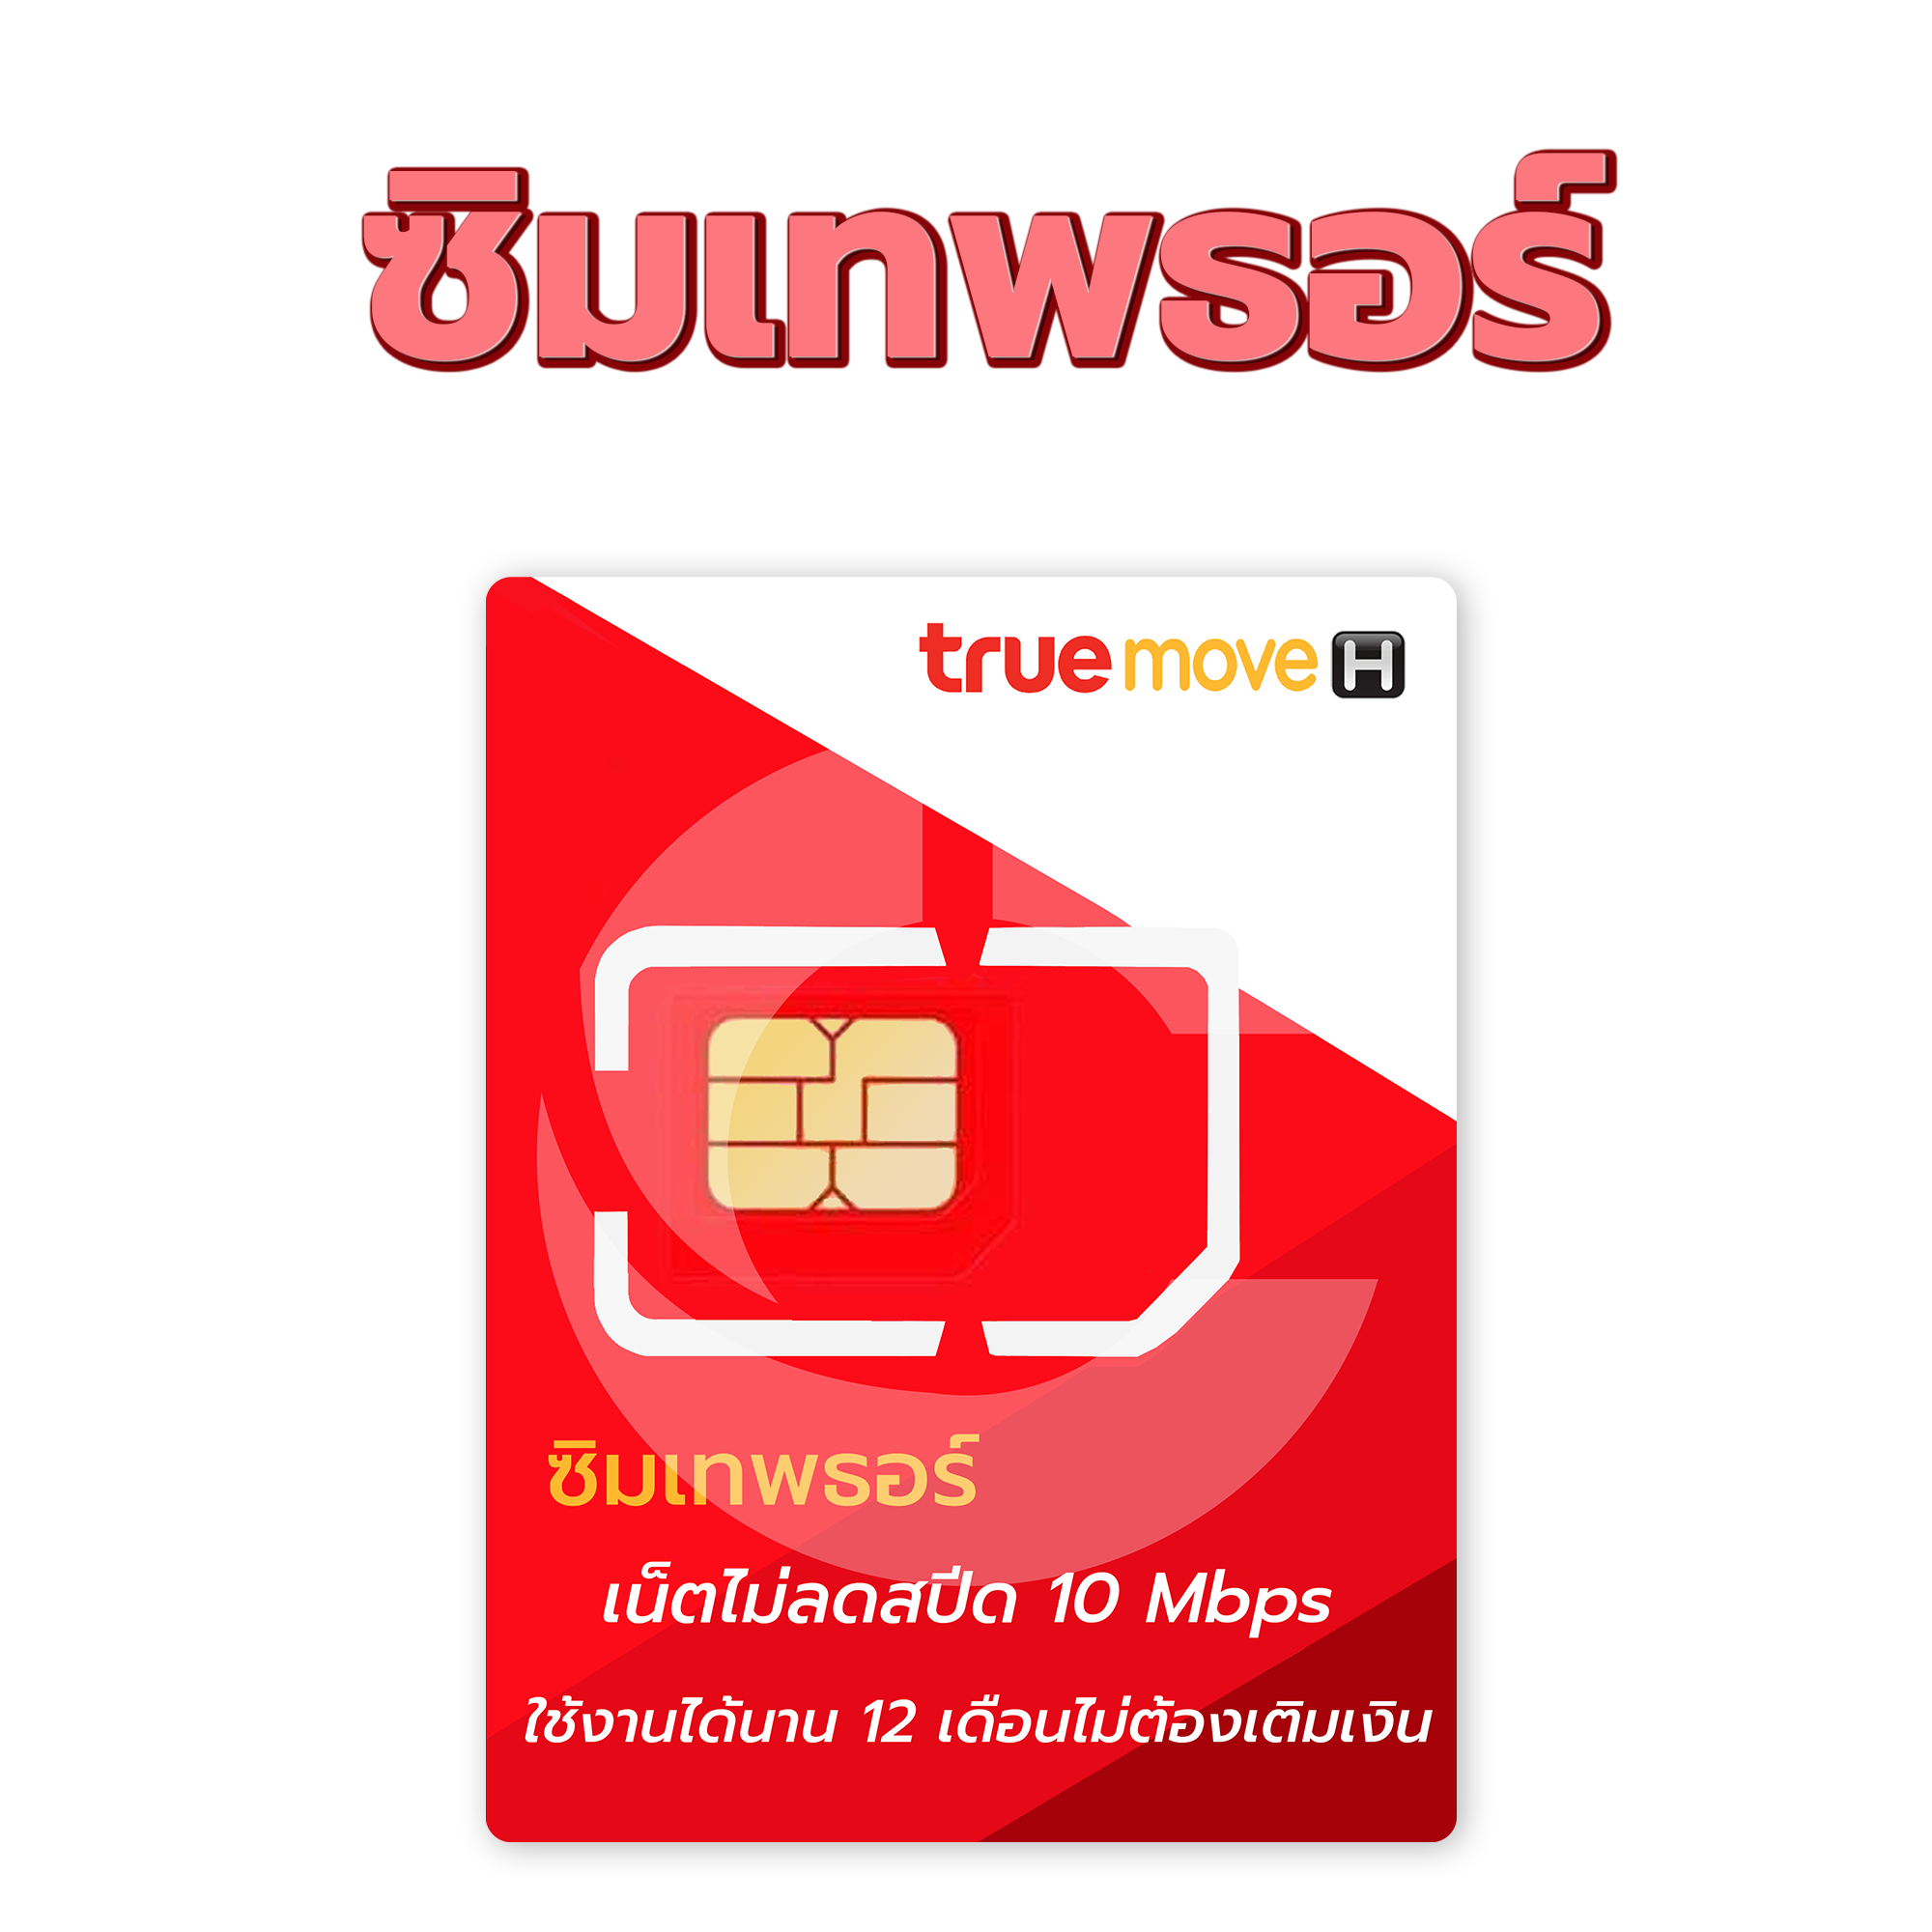 ซิมเทพธอร์
truemove H
ซิมเทพธอร์
เน็ตไม่ลดสปีด 10 Mbps
ใช้งานได้นาน 12 เดือนไม่ต้องเติมเงิน